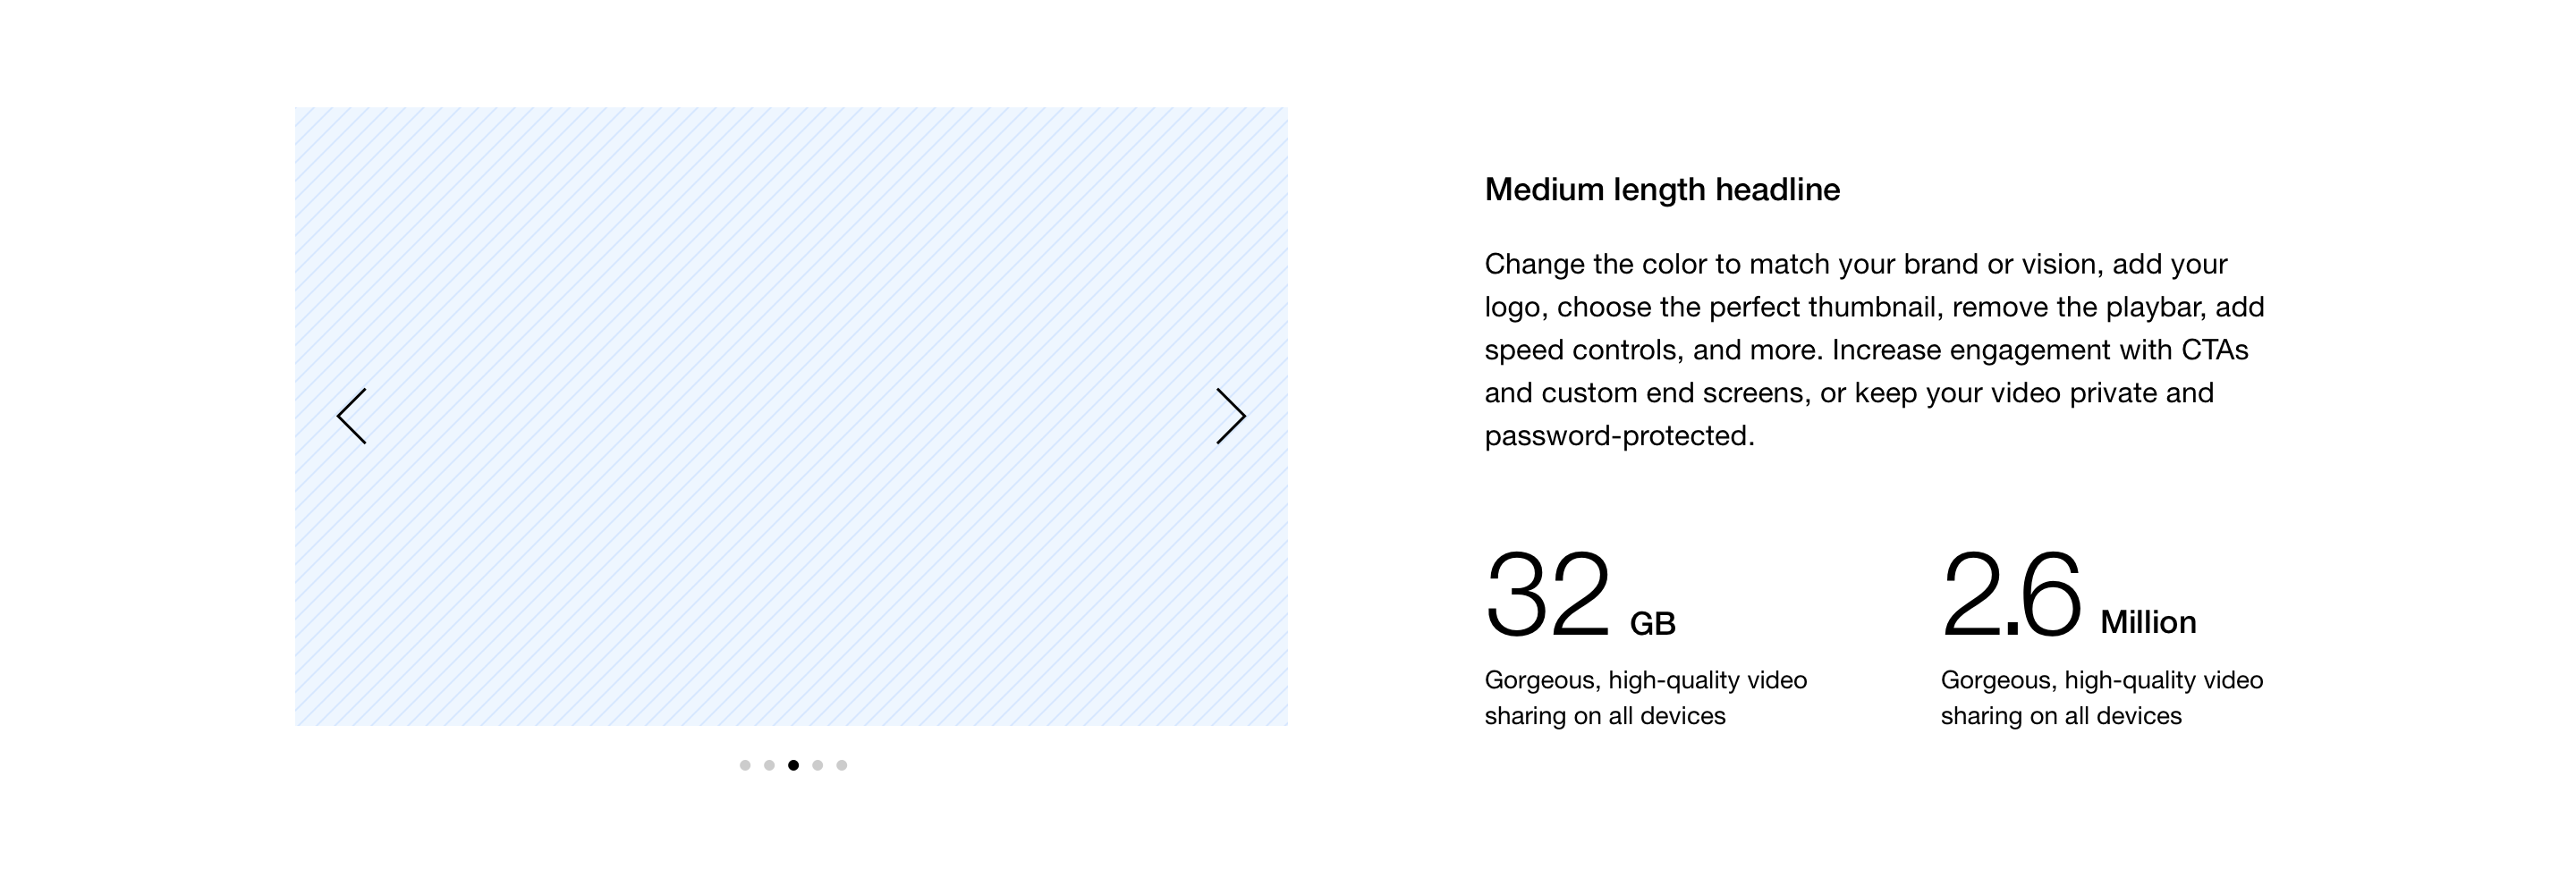 Medium length headline
Change the color to match your brand or vision, add your
logo, choose the perfect thumbnail, remove the playbar, add
speed controls, and more. Increase engagement with CTAs
and custom end screens, or keep your video private and
password-protected.
32 GB
Gorgeous, high-quality video
sharing on all devices
2.6 Million
Gorgeous, high-quality video
sharing on all devices